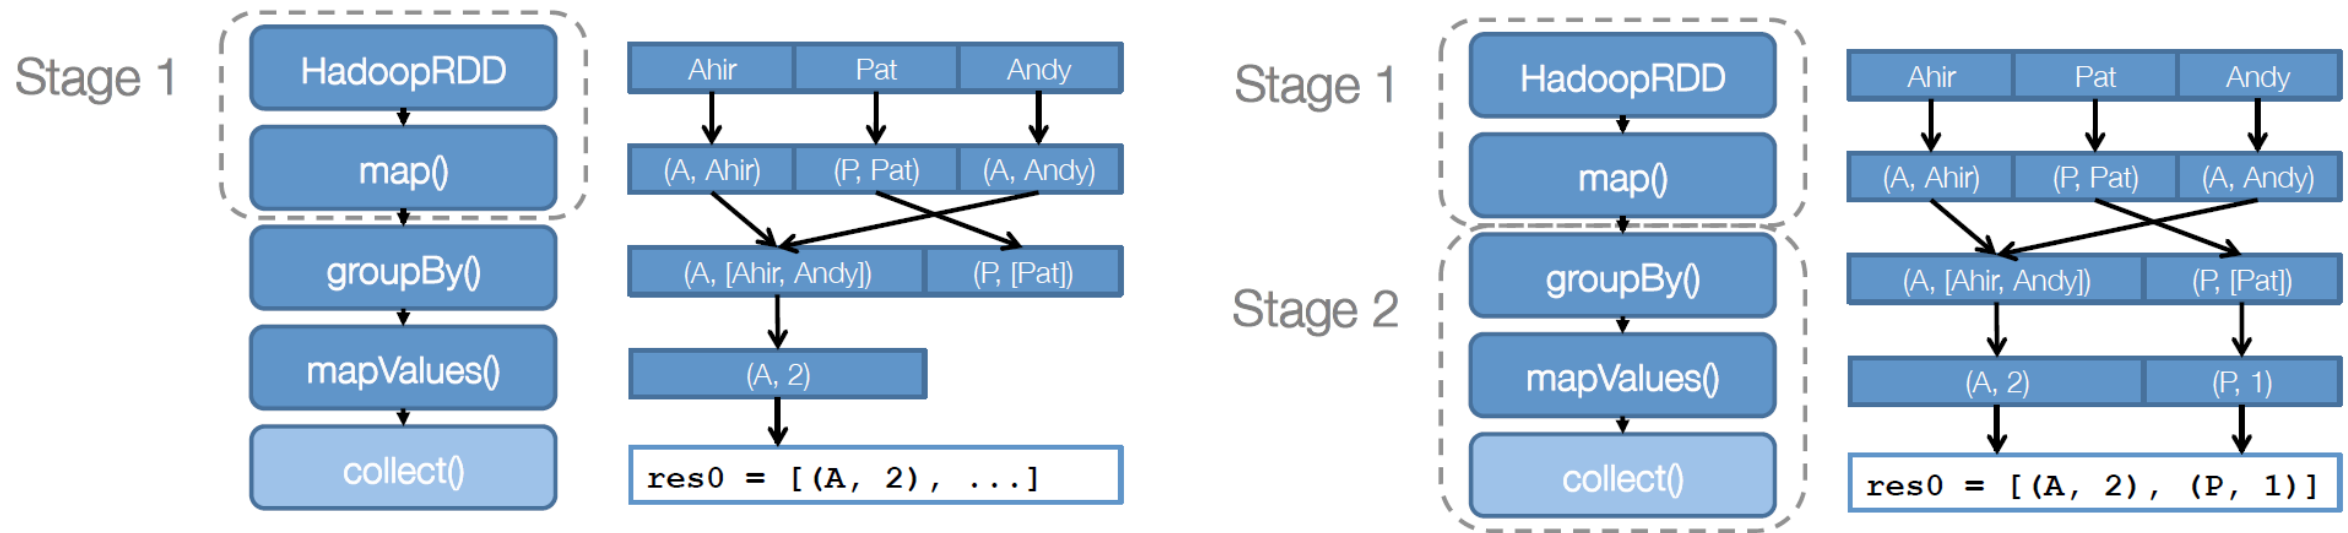 Stage 1
HadoopRDD
map()
groupBy()
mapValues()
collect()
Ahir Pat Andy
(A, Ahir) (P, Pat) (A, Andy)
(A, [Ahir, Andy]) (P, [Pat])
(A, 2)
res0 = [(A, 2), ...]
Stage 1
Stage 2
HadoopRDD
map()
groupBy()
mapValues()
collect()
Ahir Pat Andy
(A, Ahir) (P, Pat) (A, Andy)
(A, [Ahir, Andy]) (P, [Pat])
(A, 2) (P, 1)
res0 = [(A, 2), (P, 1)]